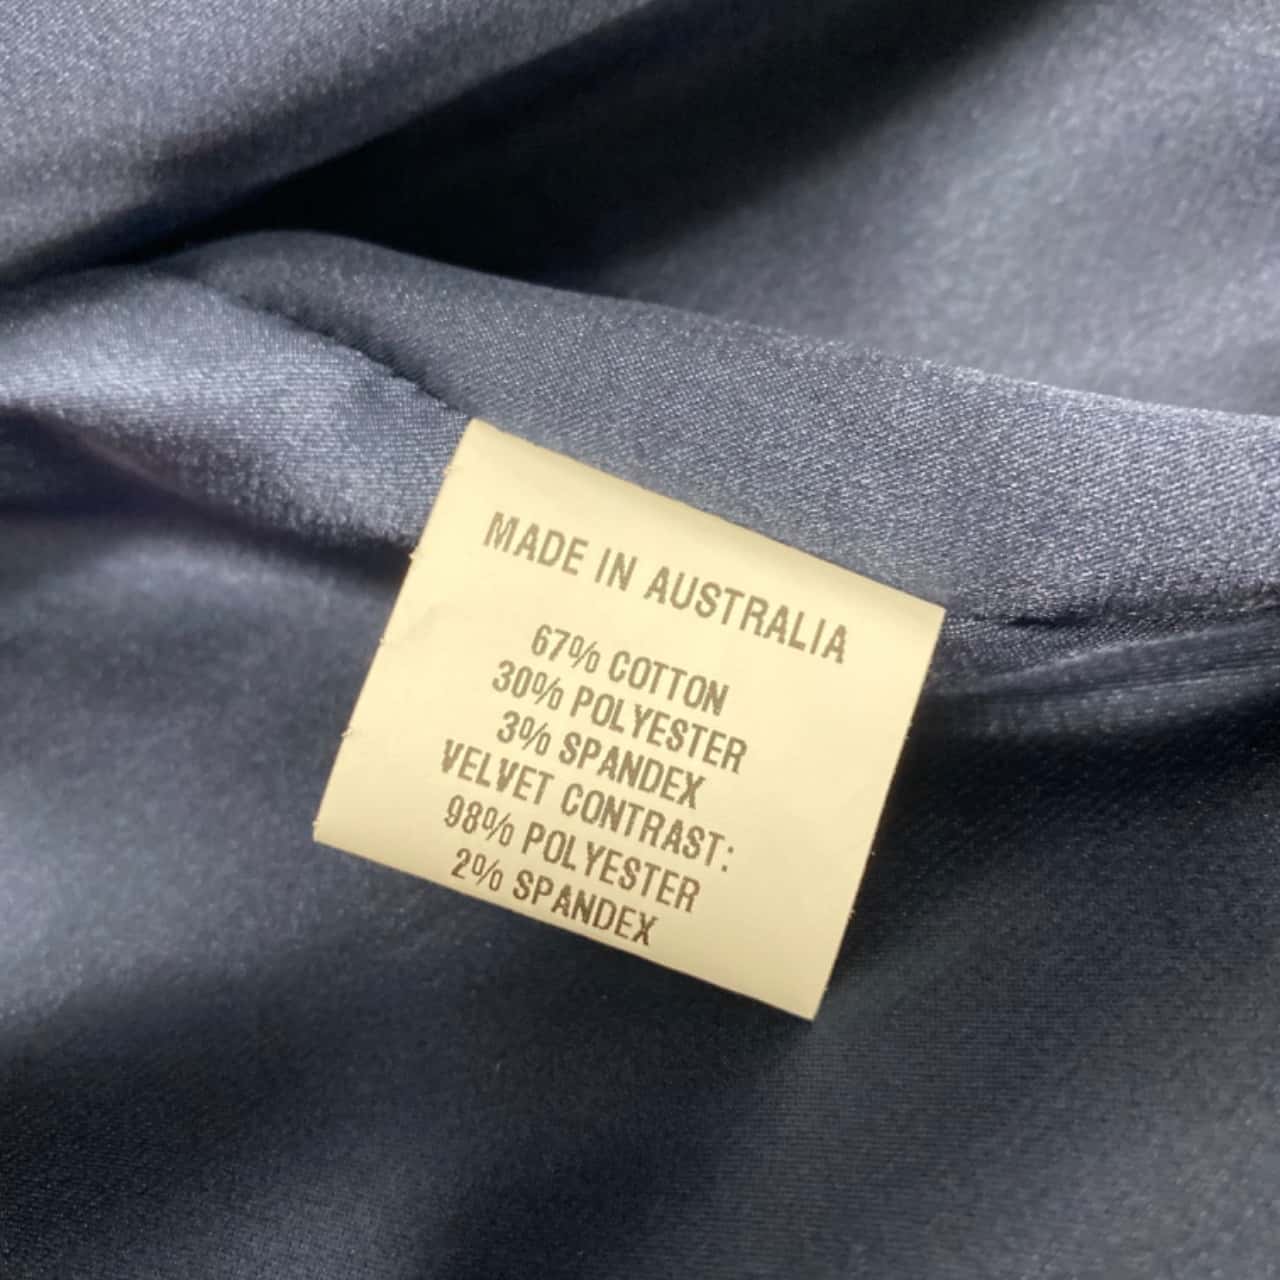 MADE IN AUSTRALIA
67% COTTON
30% POLYESTER
3% SPANDEX
VELVET CONTRAST:
98% POLYESTER
2% SPANDEX